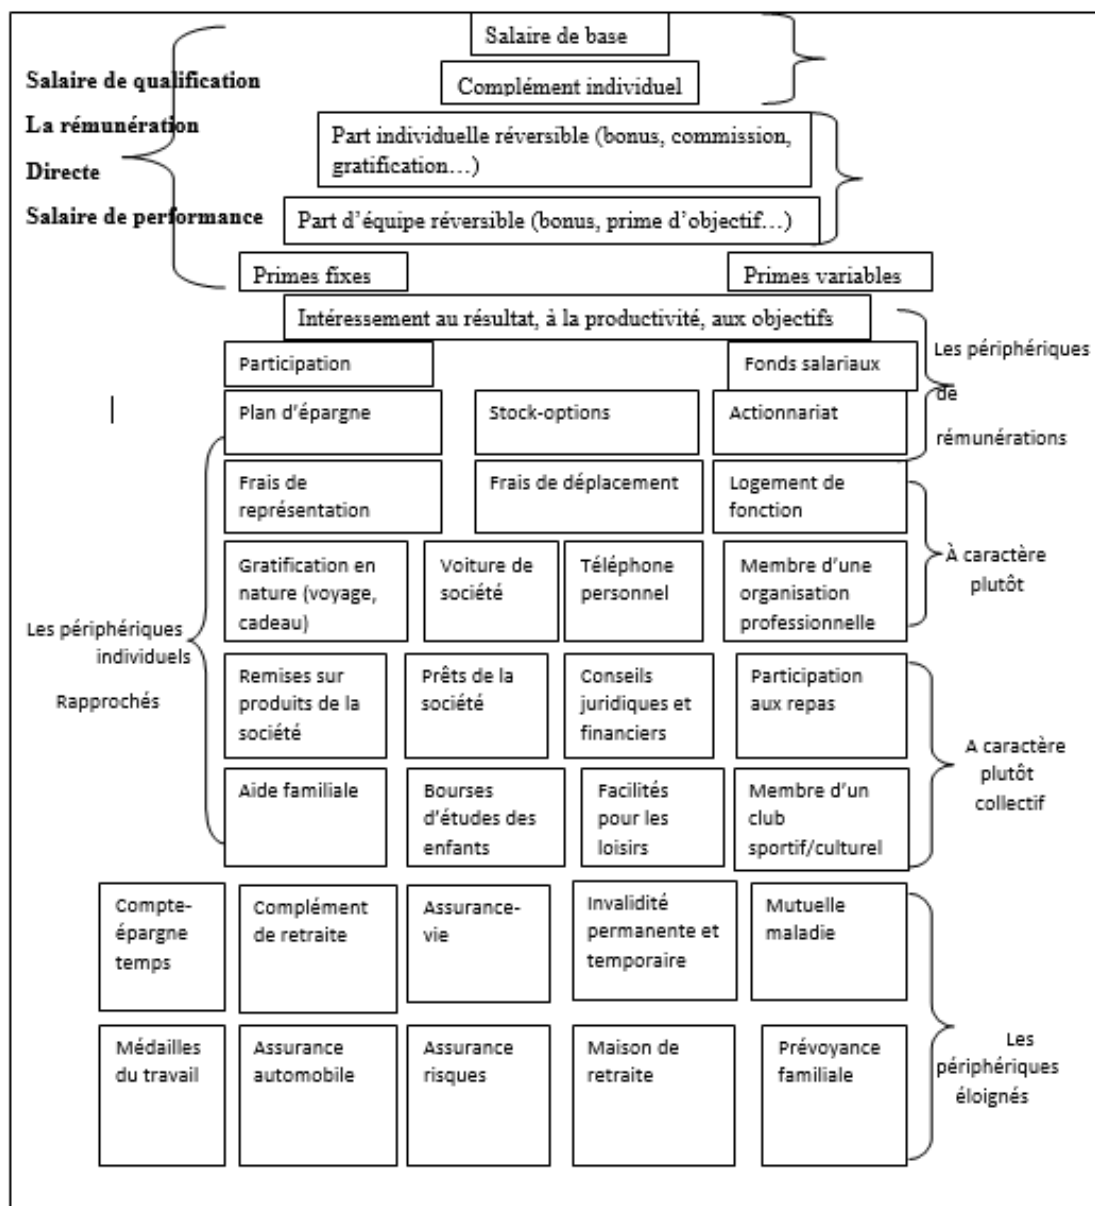 Salaire de base
Salaire de qualification
Complément individuel
La rémunération
Part individuelle réversible (bonus, commission,
gratification…)
Directe
Salaire de performance
Part d’équipe réversible (bonus, prime d’objectif…)
Primes fixes
Primes variables
Intéressement au résultat, à la productivité, aux objectifs
Participation
Fonds salariaux
Les périphériques
de
rémunérations
Plan d’épargne
Stock-options
Actionnariat
Frais de
représentation
Frais de déplacement
Logement de
fonction
À caractère
plutôt
Gratification en
nature (voyage,
cadeau)
Voiture de
société
Téléphone
personnel
Membre d’une
organisation
professionnelle
Les périphériques
individuels
Rapprochés
Remises sur
produits de la
société
Prêts de la
société
Conseils
juridiques et
financiers
Participation
aux repas
A caractère
plutôt
collectif
Aide familiale
Bourses
d’études des
enfants
Facilités
pour les
loisirs
Membre d’un
club
sportif/culturel
Compte-
épargne
temps
Complément
de retraite
Assurance-
vie
Invalidité
permanente et
temporaire
Mutuelle
maladie
Médailles
du travail
Assurance
automobile
Assurance
risques
Maison de
retraite
Prévoyance
familiale
Les
périphériques
éloignés